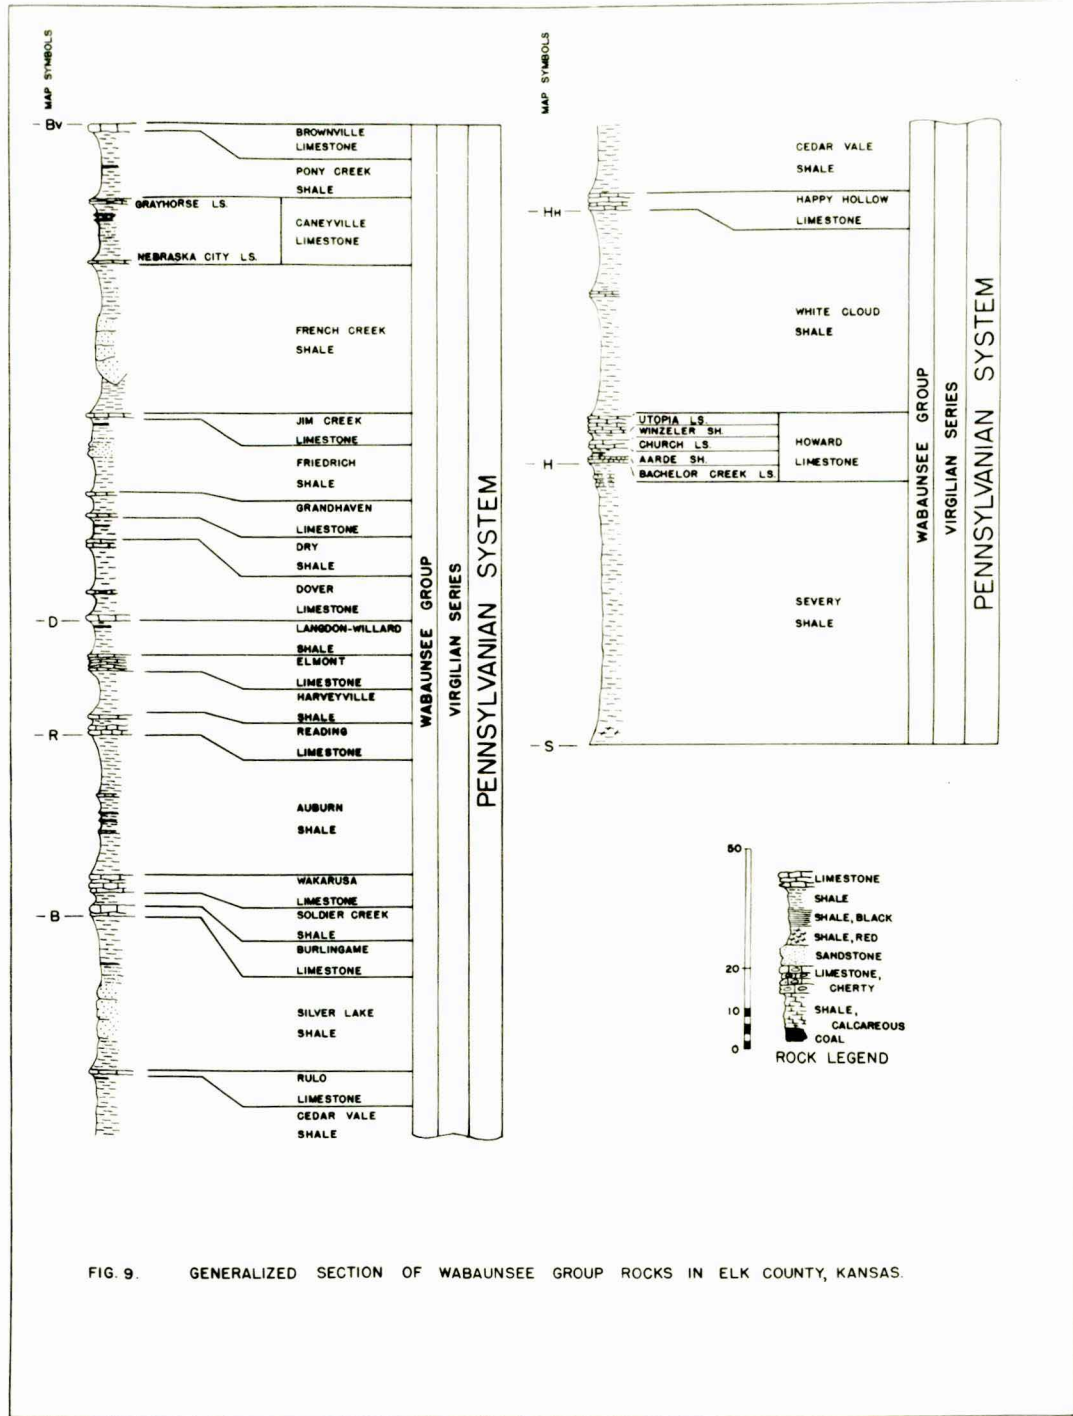 MAP SYMBOLS
Bv
BROWNVILLE
LIMESTONE
PONY CREEK
SHALE
GRAYHORSE LS.
CANEYVILLE
LIMESTONE
NEBRASKA CITY LS.
FRENCH CREEK
SHALE
JIM CREEK
LIMESTONE
FRIEDRICH
SHALE
GRANDHAVEN
LIMESTONE
DRY
SHALE
DOVER
LIMESTONE
D
LANGDON-WILLARD
SHALE
ELMONT
LIMESTONE
HARVEYVILLE
SHALE
R
READING
LIMESTONE
AUBURN
SHALE
WAKARUSA
LIMESTONE
B
SOLDIER CREEK
SHALE
BURLINGAME
LIMESTONE
SILVER LAKE
SHALE
RULO
LIMESTONE
CEDAR VALE
SHALE
WABAUNSEE GROUP
VIRGILIAN SERIES
PENNSYLVANIAN SYSTEM
MAP SYMBOLS
CEDAR VALE
SHALE
HH
HAPPY HOLLOW
LIMESTONE
WHITE CLOUD
SHALE
UTOPIA LS.
WINZELER SH.
CHURCH LS.
H
AARDE SH.
BACHELOR CREEK LS.
HOWARD
LIMESTONE
SEVERY
SHALE
S
WABAUNSEE GROUP
VIRGILIAN SERIES
PENNSYLVANIAN SYSTEM
50
20
10
0
LIMESTONE
SHALE
SHALE, BLACK
SHALE, RED
SANDSTONE
LIMESTONE,
CHERTY
SHALE,
CALCAREOUS
COAL
ROCK LEGEND
FIG. 9. GENERALIZED SECTION OF WABAUNSEE GROUP ROCKS IN ELK COUNTY, KANSAS.